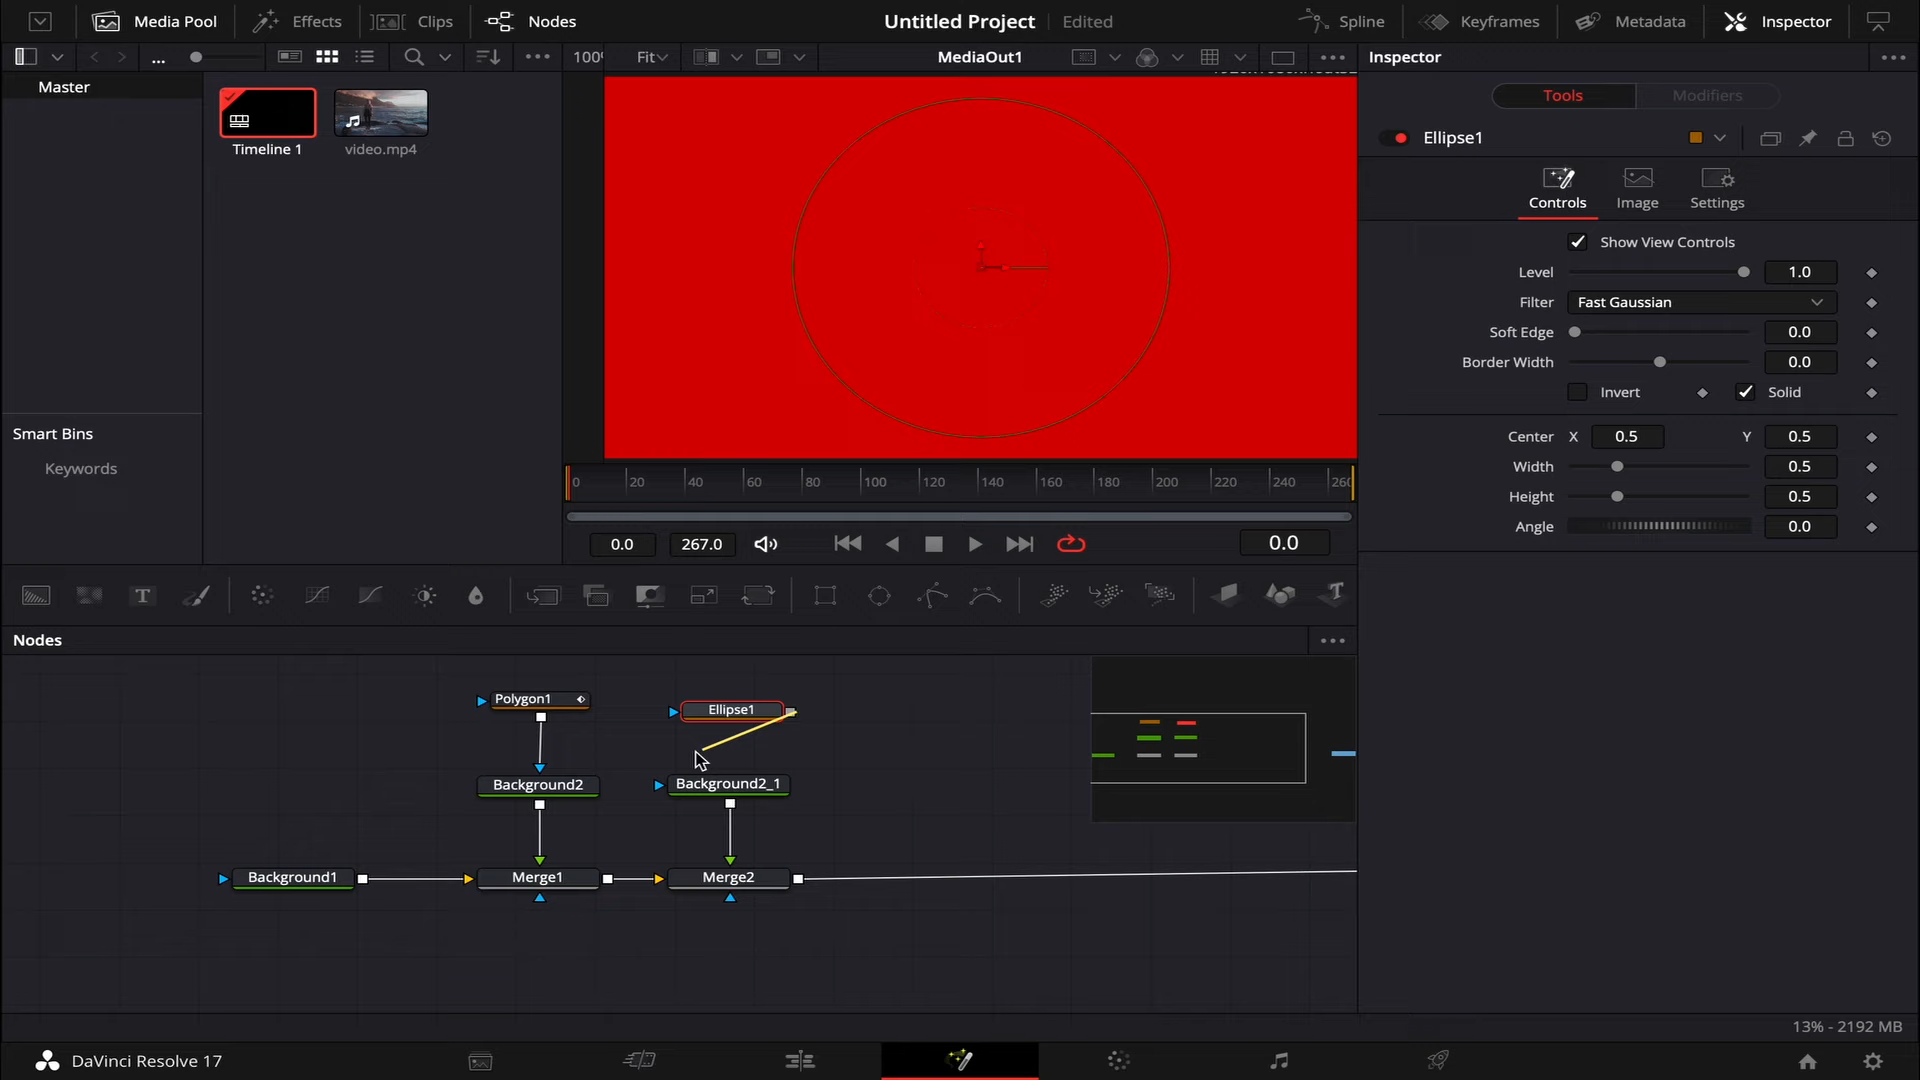 Media Pool
Effects
Clips
Nodes
Untitled Project
Edited
Spline
Keyframes
Metadata
Inspector
...
100
Fit
MediaOut1
Inspector
Master
Timeline 1
video.mp4
Smart Bins
Keywords
Tools
Modifiers
Ellipse1
Controls
Image
Settings
Show View Controls
Level
1.0
Filter
Fast Gaussian
Soft Edge
0.0
Border Width
0.0
Invert
Solid
Center X 0.5 Y 0.5
Width
0.5
Height
0.5
Angle
0.0
0 20 40 60 80 100 120 140 160 180 200 220 240 260
0.0
267.0
0.0
Nodes
Polygon1
Ellipse1
Background2
Background2_1
Background1
Merge1
Merge2
13% - 2192 MB
DaVinci Resolve 17